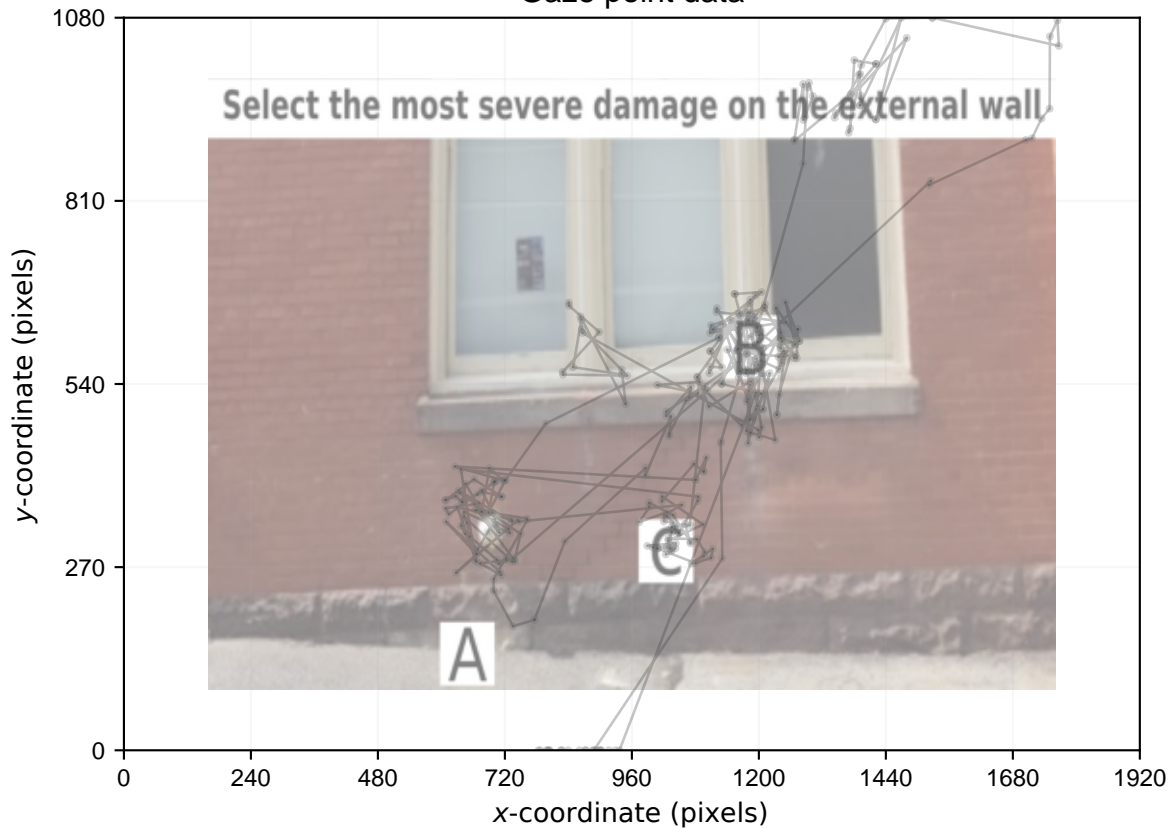 Gaze point data
1080
Select the most severe damage on the external wall
810
B
540
C
270
A
0
0 240 480 720 960 1200 1440 1680 1920
x-coordinate (pixels)
y-coordinate (pixels)